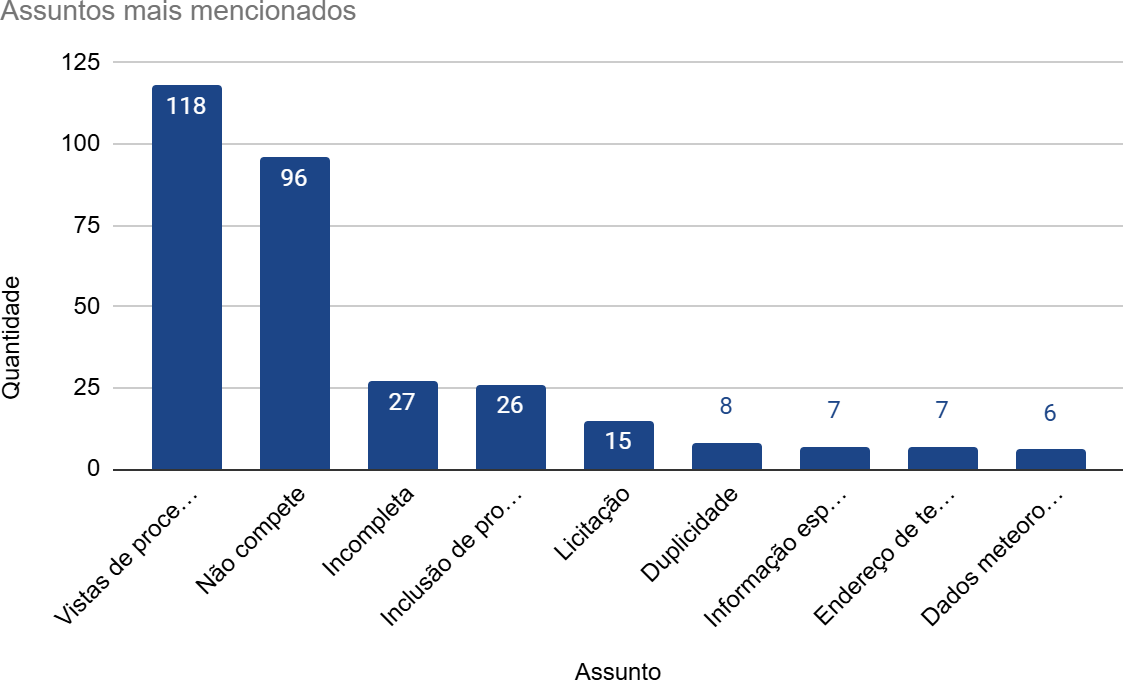 Assuntos mais mencionados
125
100
75
50
25
0
Quantidade
118
96
27
26
15
8
7
7
6
Vistas de proce…
Não compete
Incompleta
Inclusão de pro…
Licitação
Duplicidade
Informação esp…
Endereço de te…
Dados meteoro…
Assunto